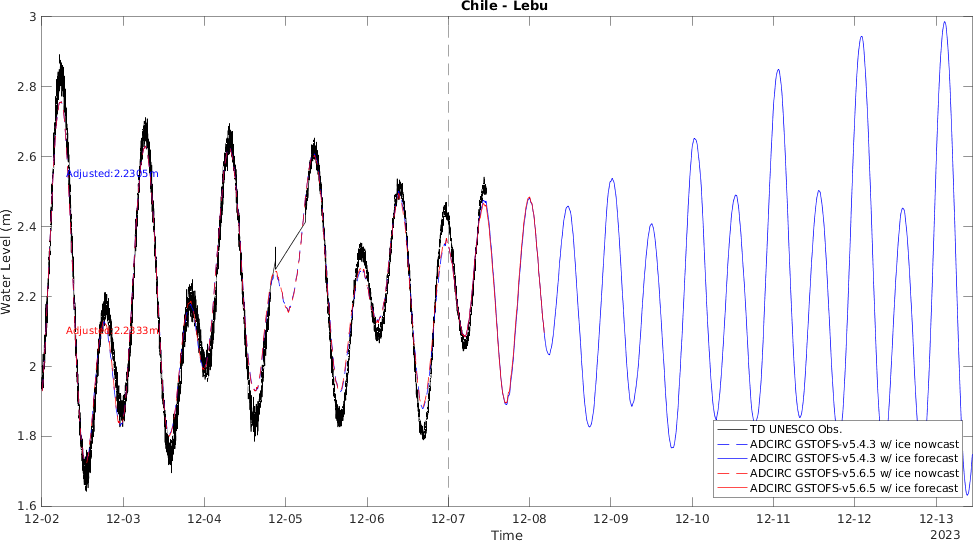 Chile - Lebu
3
2.8
2.6
2.4
2.2
2
1.8
1.6
Water Level (m)
Adjusted:2.2305m
Adjusted:2.2333m
TD UNESCO Obs.
ADCIRC GSTOFS-v5.4.3 w/ ice nowcast
ADCIRC GSTOFS-v5.4.3 w/ ice forecast
ADCIRC GSTOFS-v5.6.5 w/ ice nowcast
ADCIRC GSTOFS-v5.6.5 w/ ice forecast
12-02 12-03 12-04 12-05 12-06 12-07 12-08 12-09 12-10 12-11 12-12 12-13
Time
2023